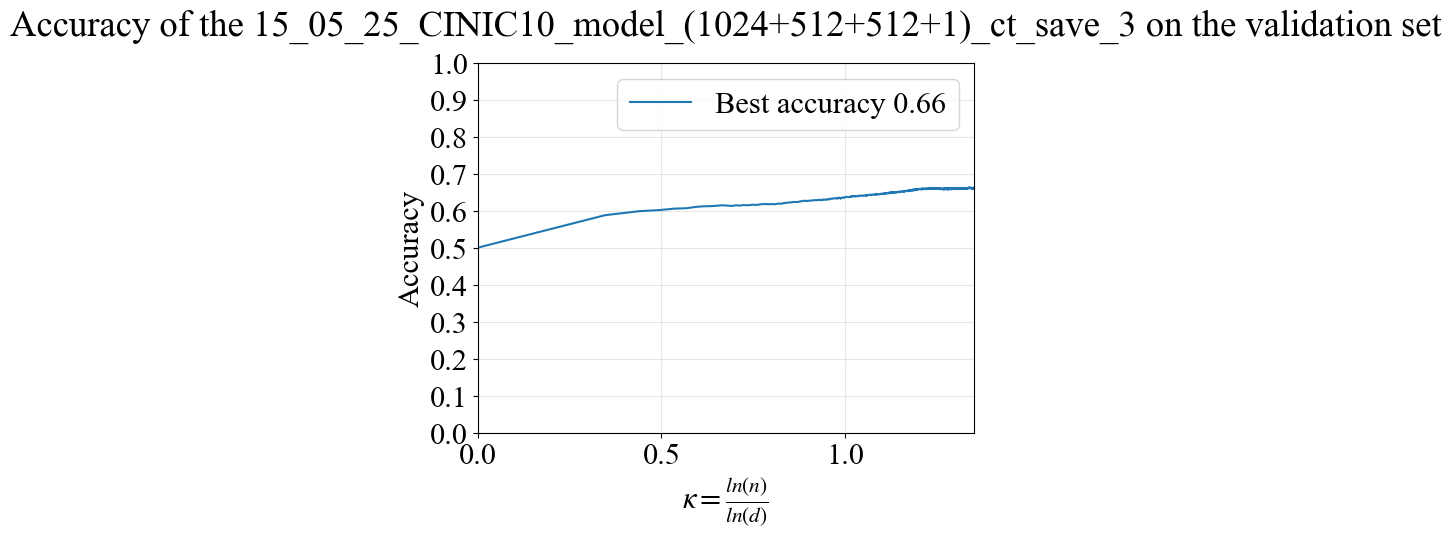 Accuracy of the 15_05_25_CINIC10_model_(1024+512+512+1)_ct_save_3 on the validation set
1.0
Best accuracy 0.66
0.9
0.8
0.7
0.6
0.5
0.4
0.3
0.2
0.1
0.0
Accuracy
0.0 0.5 1.0
κ = ln(n)/ln(d)